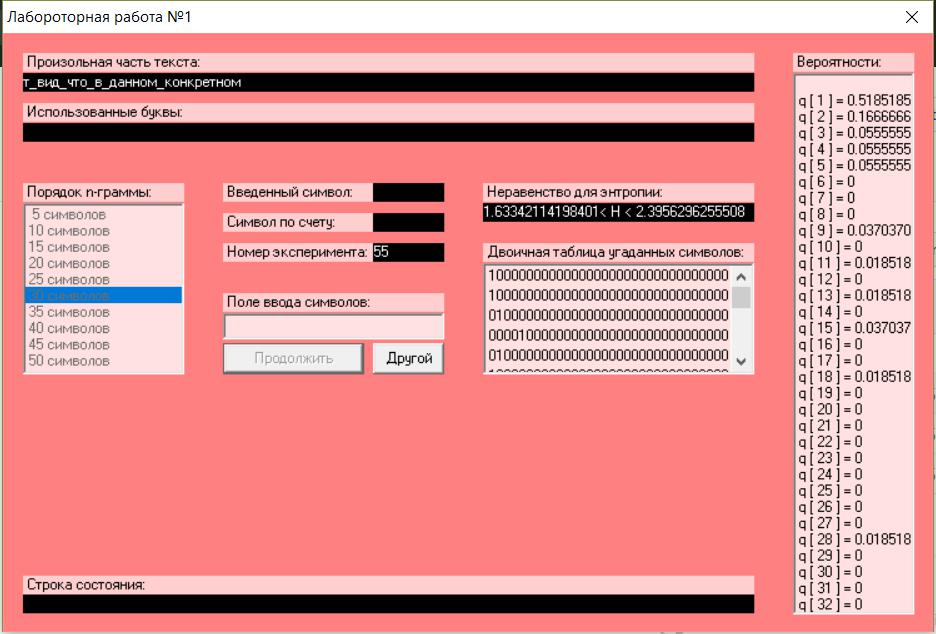 Лабороторная работа №1
Произольная часть текста:
т_вид_что_в_данном_конкретном
Использованные буквы:
Порядок n-граммы:
5 символов
10 символов
15 символов
20 символов
25 символов
30 символов
35 символов
40 символов
45 символов
50 символов
Введенный символ:
Символ по счету:
Номер эксперимента: 55
Поле ввода символов:
Продолжить
Другой
Неравенство для энтропии:
1.63342114198401< H < 2.3956296255508
Двоичная таблица угаданных символов:
10000000000000000000000000000000
10000000000000000000000000000000
01000000000000000000000000000000
00001000000000000000000000000000
01000000000000000000000000000000
Строка состояния:
Вероятности:
q [ 1 ] = 0.5185185
q [ 2 ] = 0.1666666
q [ 3 ] = 0.0555555
q [ 4 ] = 0.0555555
q [ 5 ] = 0.0555555
q [ 6 ] = 0
q [ 7 ] = 0
q [ 8 ] = 0
q [ 9 ] = 0.0370370
q [ 10 ] = 0
q [ 11 ] = 0.018518
q [ 12 ] = 0
q [ 13 ] = 0.018518
q [ 14 ] = 0
q [ 15 ] = 0.037037
q [ 16 ] = 0
q [ 17 ] = 0
q [ 18 ] = 0.018518
q [ 19 ] = 0
q [ 20 ] = 0
q [ 21 ] = 0
q [ 22 ] = 0
q [ 23 ] = 0
q [ 24 ] = 0
q [ 25 ] = 0
q [ 26 ] = 0
q [ 27 ] = 0
q [ 28 ] = 0.018518
q [ 29 ] = 0
q [ 30 ] = 0
q [ 31 ] = 0
q [ 32 ] = 0